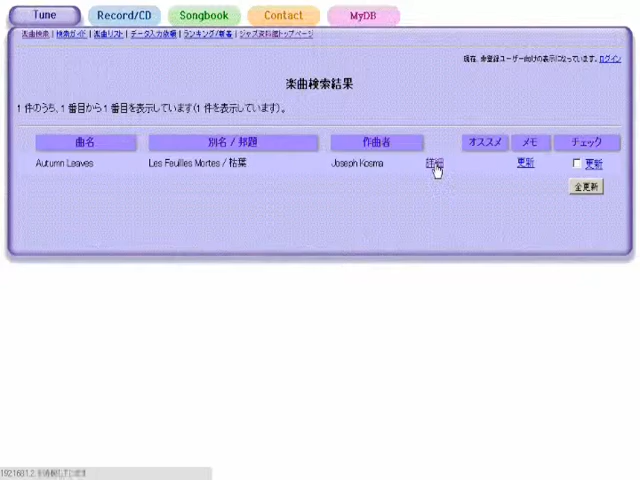 Tune Record/CD Songbook Contact MyDB
楽曲検索 | 検索ガイド | 楽曲リスト | データ入力依頼 | ランキング/新着 | ジャズ資料館トップページ
現在、未登録ユーザー向けの表示になっています。ログイン
楽曲検索結果
1 件のうち、1 番目から 1 番目を表示しています(1 件を表示しています)。
曲名 別名 / 邦題 作曲者 オススメ メモ チェック
Autumn Leaves Les Feuilles Mortes / 枯葉 Joseph Kosma 詳細 更新 更新
全更新